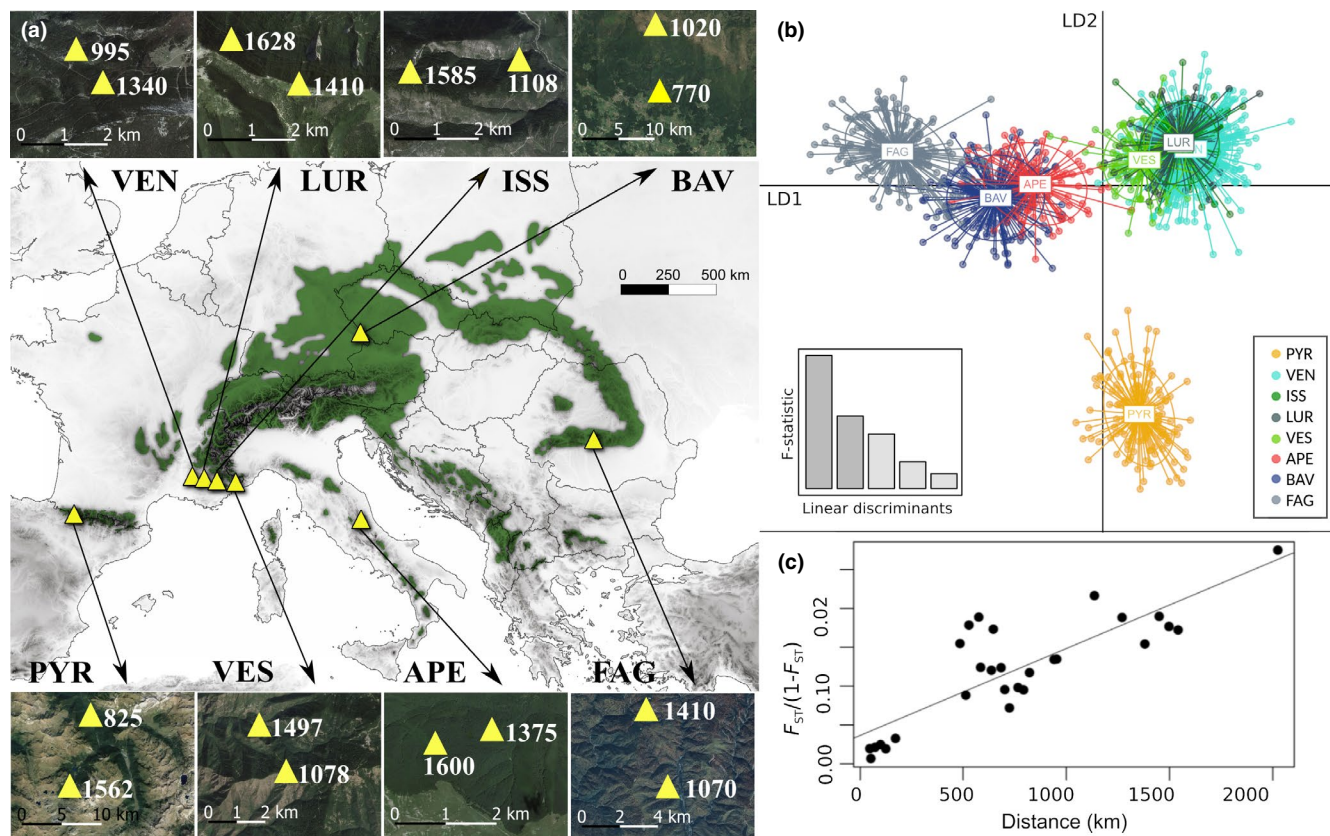 (a)
995
1340
0 1 2 km
1628
1410
0 1 2 km
1585
1108
0 1 2 km
1020
770
0 5 10 km
VEN
LUR
ISS
BAV
0 250 500 km
PYR
VES
APE
FAG
825
1562
0 5 10 km
1497
1078
0 1 2 km
1375
1600
0 1 2 km
1410
1070
0 2 4 km
(b)
LD2
LD1
FAG
BAV
APE
VES
LUR
PYR
F-statistic
Linear discriminants
PYR
VEN
ISS
LUR
VES
APE
BAV
FAG
(c)
FST/(1-FST)
0.02
0.10
0.00
0 500 1000 1500 2000
Distance (km)